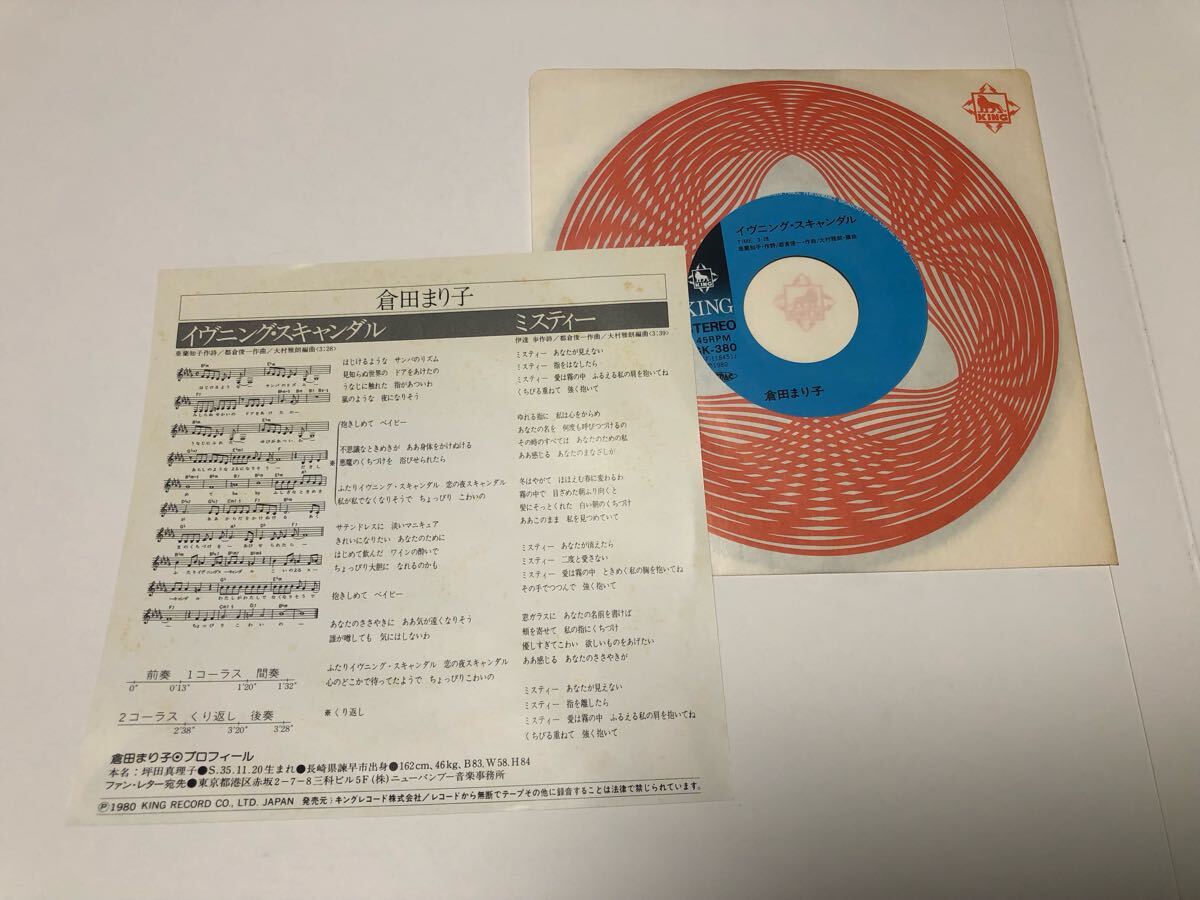 倉田まり子
イヴニング・スキャンダル
亜蘭知子作詩/都倉俊一作曲/大村雅朗編曲〈3:28〉
はじけるような サンバのリズム
見知らぬ世界の ドアをあけたの
うなじに触れた 指があついわ
嵐のような 夜になりそう
抱きしめて ベイビー
不思議なときめきが ああ身体をかけぬける
※ 悪魔のくちづけを 浴びせられたら
ふたりイヴニング・スキャンダル 恋の夜スキャンダル
私が私でなくなりそうで ちょっぴり こわいの
サテンドレスに 淡いマニキュア
きれいになりたい あなたのために
はじめて飲んだ ワインの酔いで
ちょっぴり大胆に なれるのかも
抱きしめて ベイビー
あなたのささやきに ああ気が遠くなりそう
誰が噂しても 気にはしないわ
ふたりイヴニング・スキャンダル 恋の夜スキャンダル
心のどこかで待ってたようで ちょっぴりこわいの
※ くり返し
前奏 1コーラス 間奏
0" 0'13" 1'20" 1'32"
2コーラス くり返し 後奏
2'38" 3'20" 3'28"
ミスティー
伊達 歩作詩/都倉俊一作曲/大村雅朗編曲〈3:39〉
ミスティー あなたが見えない
ミスティー 指をはなしたら
ミスティー 愛は霧の中 ふるえる私の肩を抱いてね
くちびる重ねて 強く抱いて
ゆれる指に 私は心をからめ
あなたの名を 何度も呼びつづけるの
その時のすべては あなたのための私
ああ感じる あなたのまなざしが
冬はやがて ほほえむ春に変わるわ
霧の中で 目ざめた朝ふり向くと
髪にそっとくれた 白い朝のくちづけ
ああこのまま 私を見つめていて
ミスティー あなたが消えたら
ミスティー 二度と愛さない
ミスティー 愛は霧の中 ときめく私の胸を抱いてね
その手でつつんで 強く抱いて
窓ガラスに あなたの名前を書けば
頬を寄せて 私の指にくちづけ
優しすぎてこわい 欲しいものをあげたい
ああ感じる あなたのささやきが
ミスティー あなたが見えない
ミスティー 指を離したら
ミスティー 愛は霧の中 ふるえる私の肩を抱いてね
くちびる重ねて 強く抱いて
倉田まり子⦿プロフィール
本名:坪田真理子●S.35.11.20生まれ●長崎県諫早市出身●162cm、46kg、B83、W58、H84
ファン・レター宛先●東京都港区赤坂2-7-8三科ビル5F(株)ニューバンブー音楽事務所
Ⓟ1980 KING RECORD CO., LTD. JAPAN 発売元:キングレコード株式会社/レコードから無断でテープその他に録音することは法律で禁じられています。
KING
イヴニング・スキャンダル
TIME 3:28
亜蘭知子・作詩/都倉俊一・作曲/大村雅朗・編曲
KING
KING
STEREO
45RPM
1980
倉田まり子